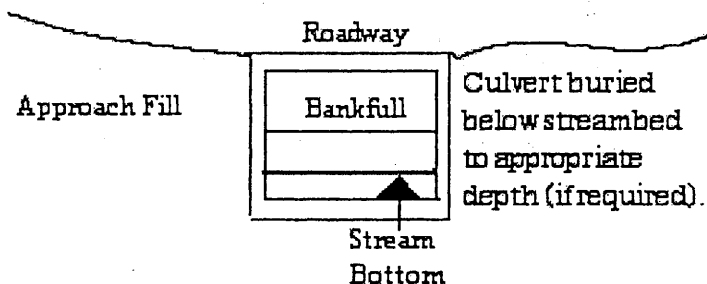 Roadway
Approach Fill
Bankfull
Culvert buried
below streambed
to appropriate
depth (if required).
Stream
Bottom